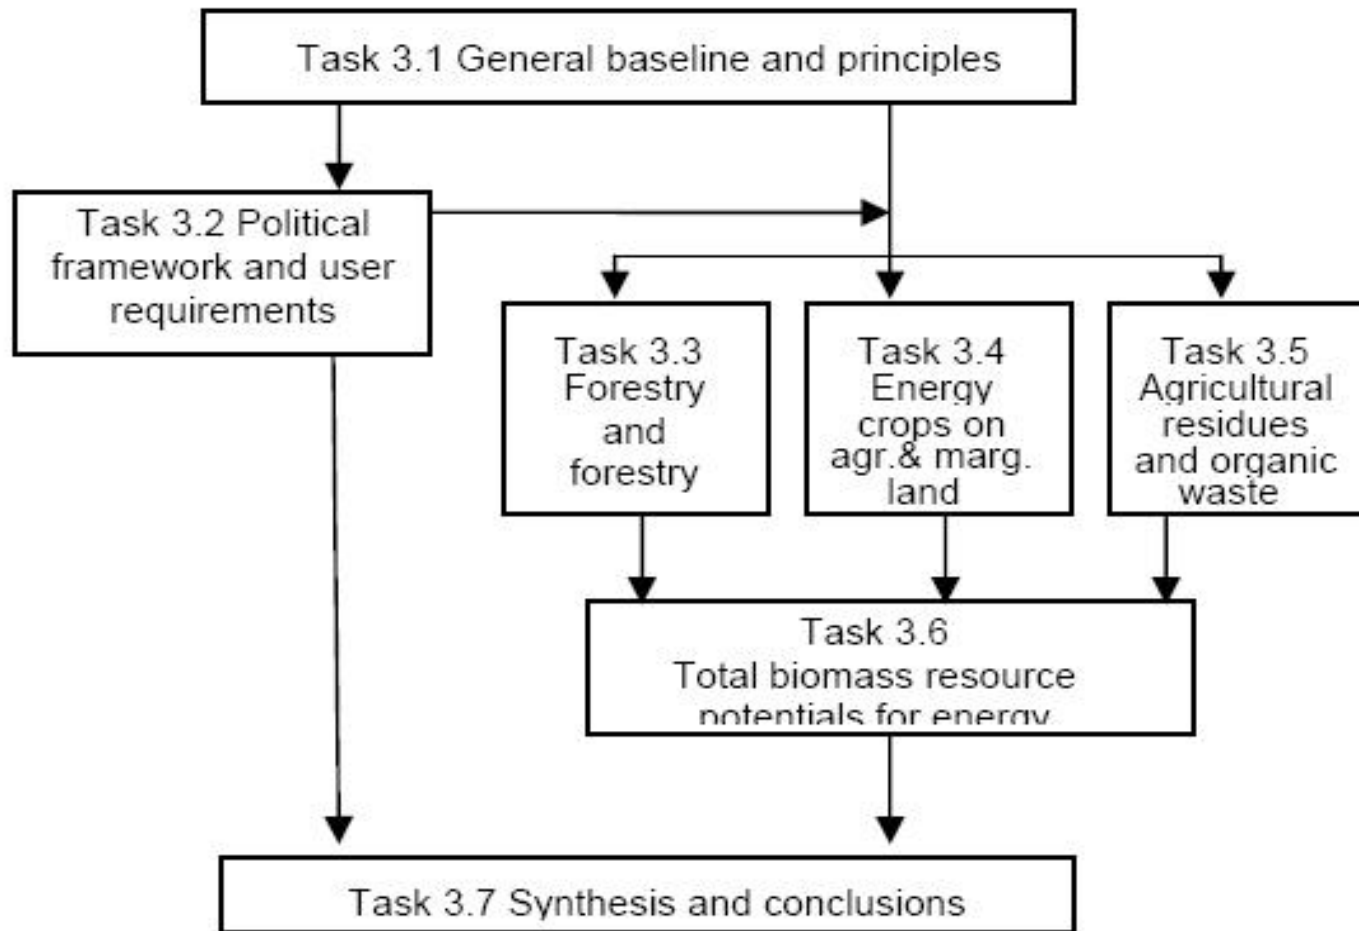 Task 3.1 General baseline and principles
Task 3.2 Political
framework and user
requirements
Task 3.3
Forestry
and
forestry
Task 3.4
Energy
crops on
agr.& marg.
land
Task 3.5
Agricultural
residues
and organic
waste
Task 3.6
Total biomass resource
potentials for energy
Task 3.7 Synthesis and conclusions